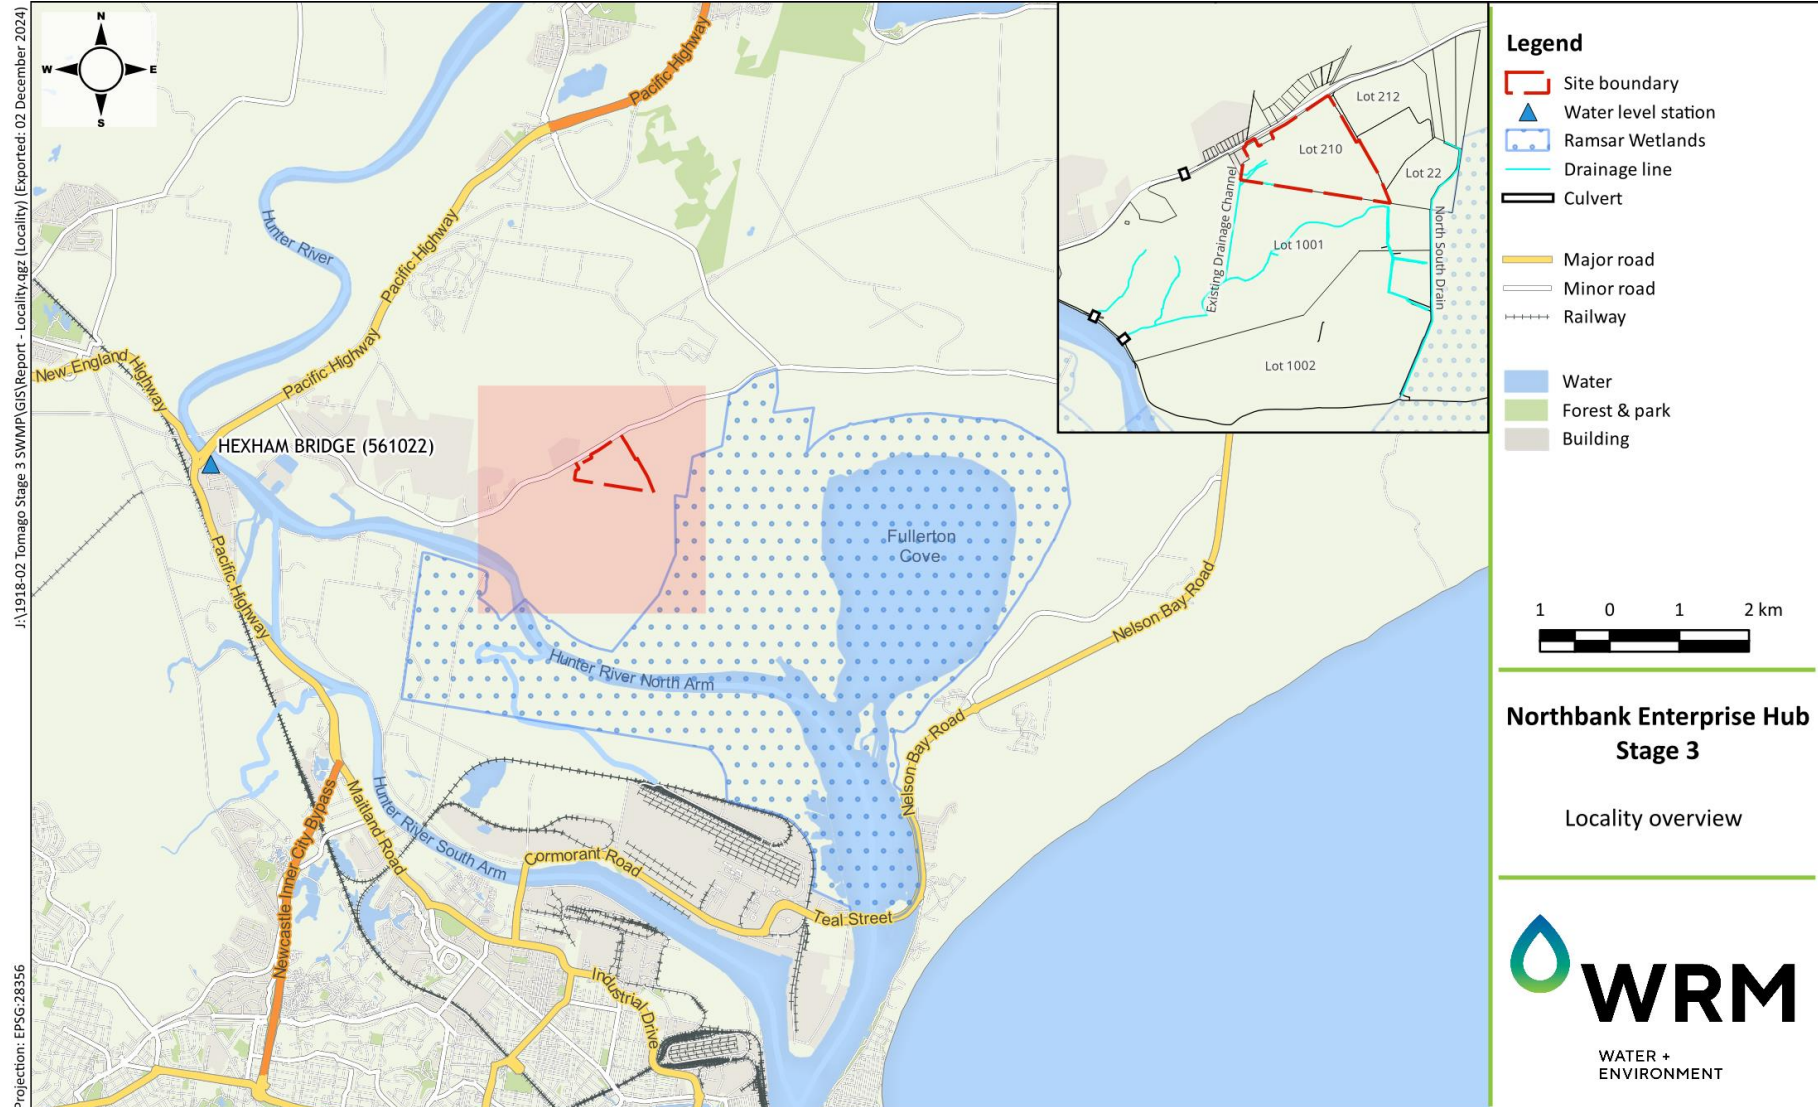 J:\1918-02 Tomago Stage 3 SWMP\GIS\Report - Locality.qgz (Locality) (Exported: 02 December 2024)
Projection: EPSG:28356
N
W
E
S
Pacific Highway
Pacific Highway
Pacific Highway
Pacific Highway
Hunter River
New England Highway
HEXHAM BRIDGE (561022)
Fullerton
Cove
Hunter River North Arm
Nelson Bay Road
Nelson Bay Road
Nelson Bay Road
Newcastle Inner City Bypass
Maitland Road
Hunter River South Arm
Cormorant Road
Teal Street
Industrial Drive
Lot 212
Lot 210
Lot 22
Existing Drainage Channel
North South Drain
Lot 1001
Lot 1002
Legend
Site boundary
Water level station
Ramsar Wetlands
Drainage line
Culvert
Major road
Minor road
Railway
Water
Forest & park
Building
1 0 1 2 km
Northbank Enterprise Hub
Stage 3
Locality overview
WRM
WATER +
ENVIRONMENT